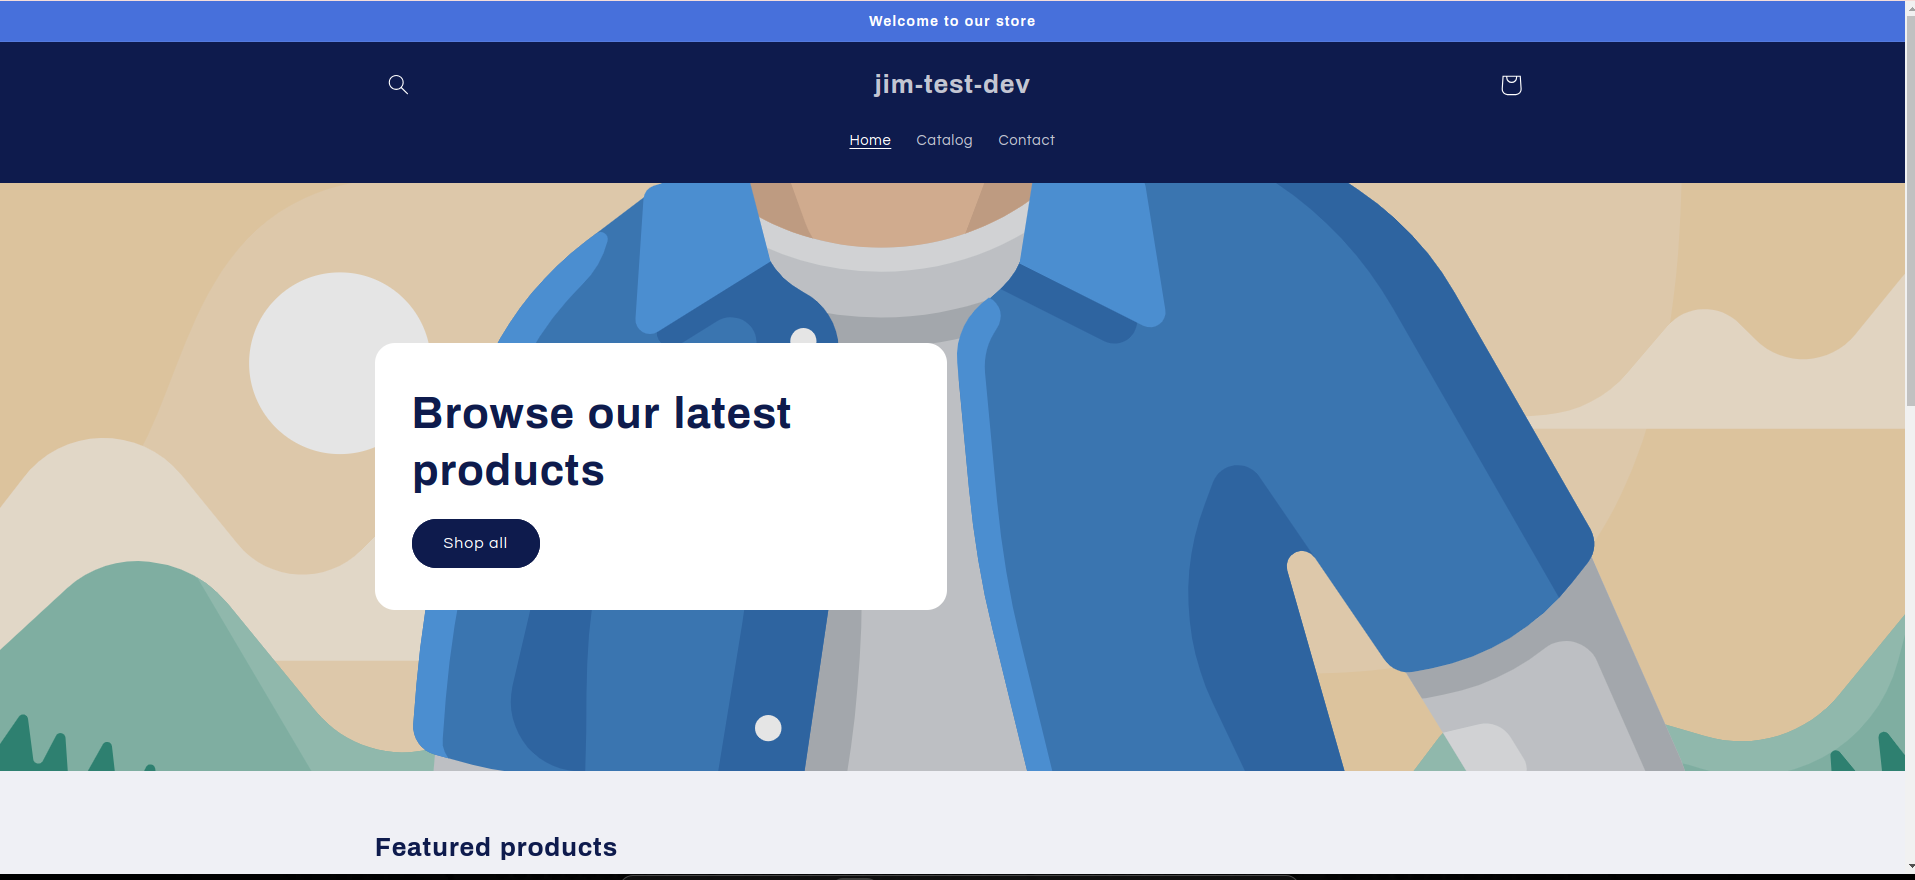 Welcome to our store
jim-test-dev
Home Catalog Contact
Browse our latest
products
Shop all
Featured products